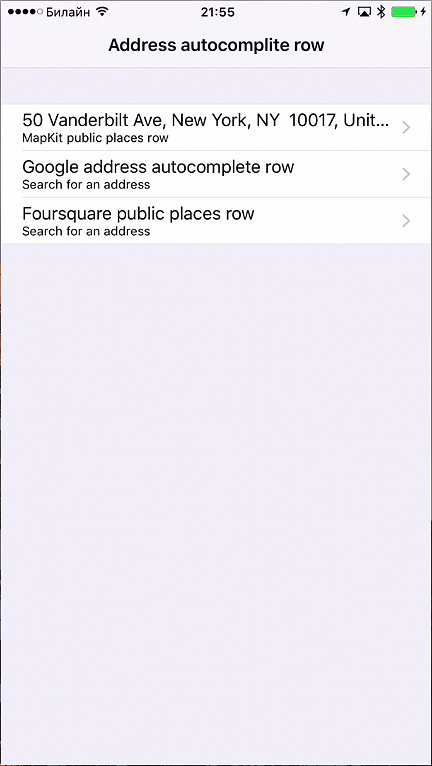 Билайн 21:55
Address autocomplite row
50 Vanderbilt Ave, New York, NY  10017, Unit...
MapKit public places row
Google address autocomplete row
Search for an address
Foursquare public places row
Search for an address